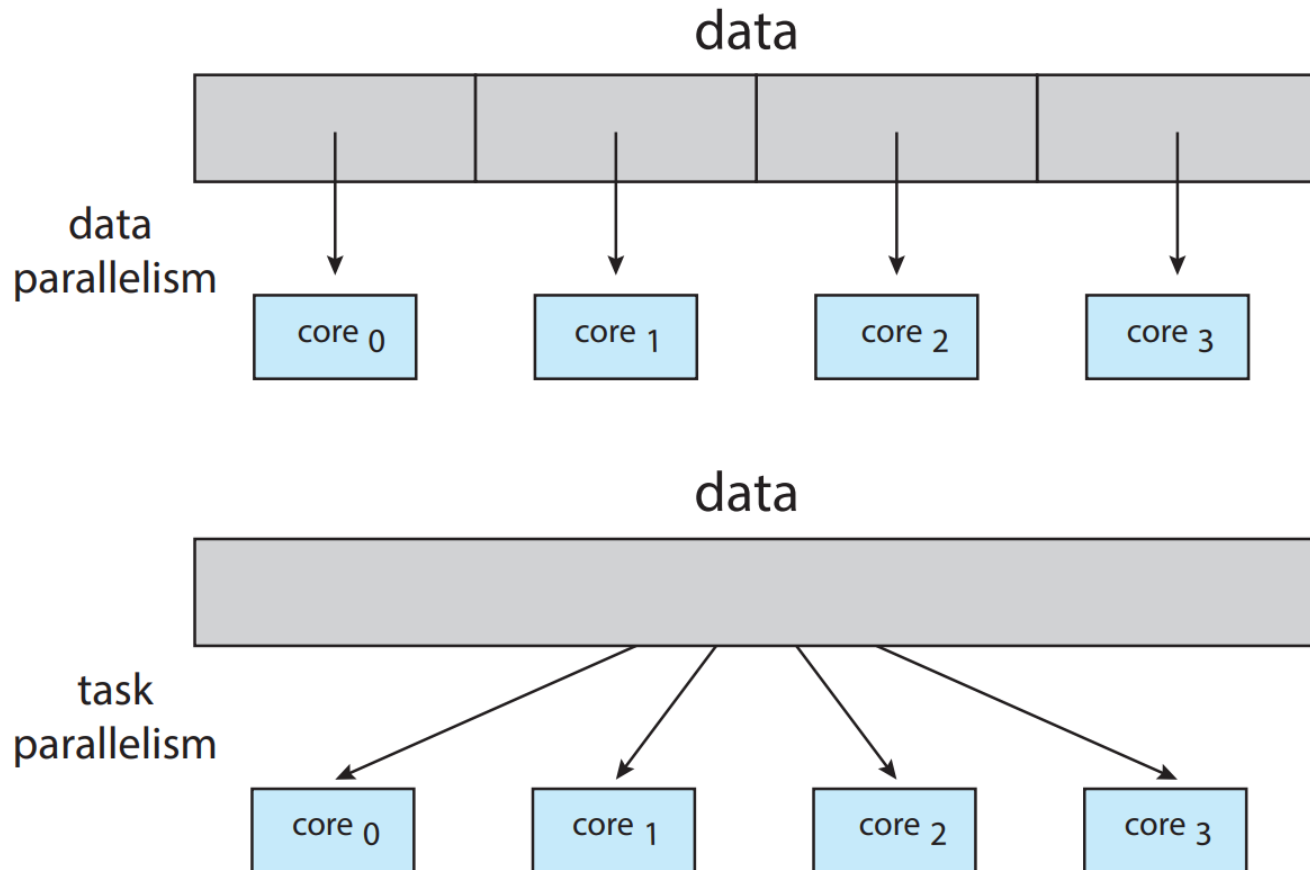 data
data
parallelism
core 0
core 1
core 2
core 3
data
task
parallelism
core 0
core 1
core 2
core 3